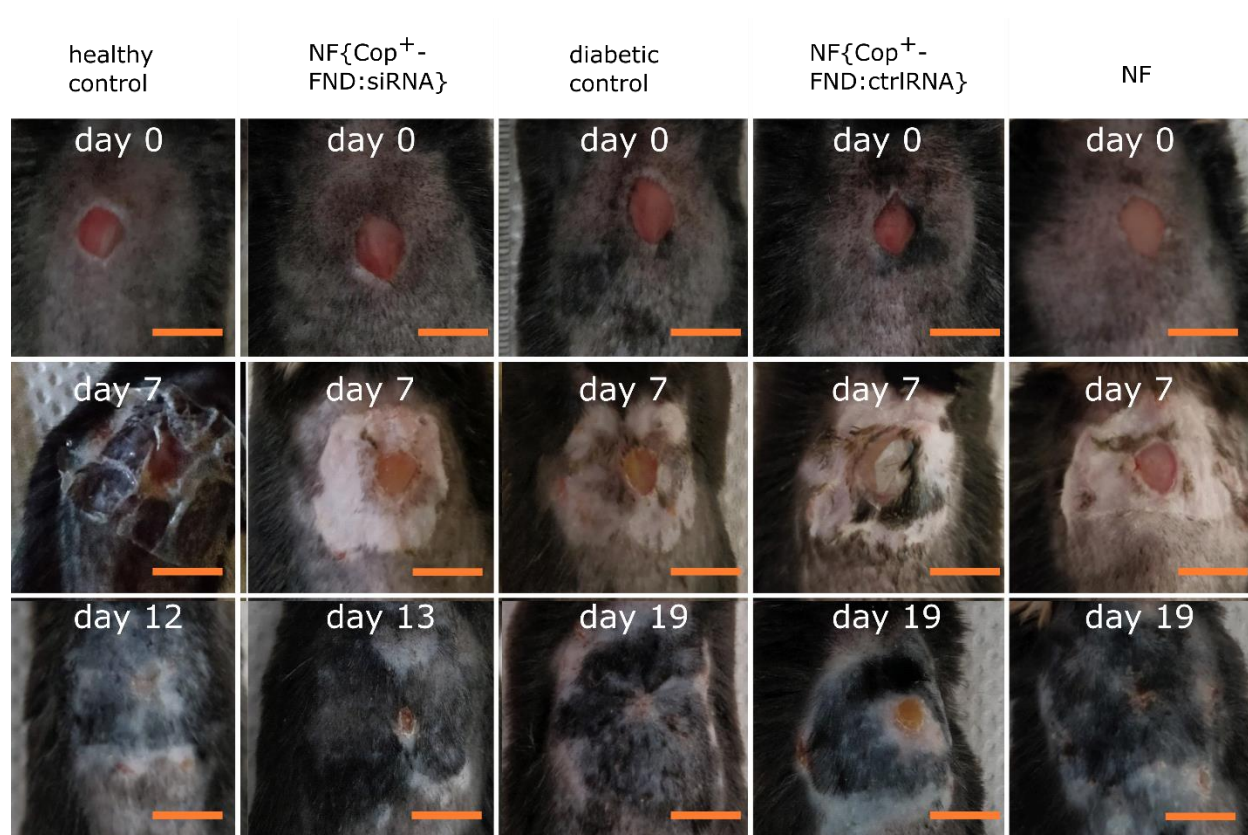 healthy
control
NF{Cop⁺-
FND:siRNA}
diabetic
control
NF{Cop⁺-
FND:ctrlRNA}
NF
day 0
day 0
day 0
day 0
day 0
day 7
day 7
day 7
day 7
day 7
day 12
day 13
day 19
day 19
day 19